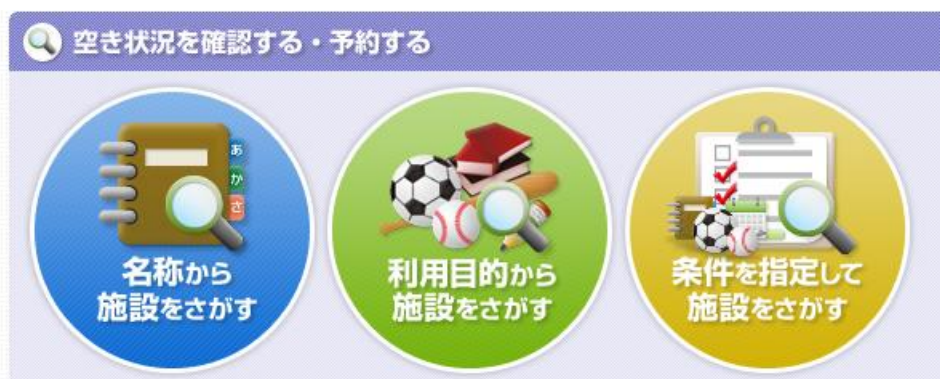 空き状況を確認する・予約する
あ
か
さ
名称から
施設をさがす
利用目的から
施設をさがす
条件を指定して
施設をさがす